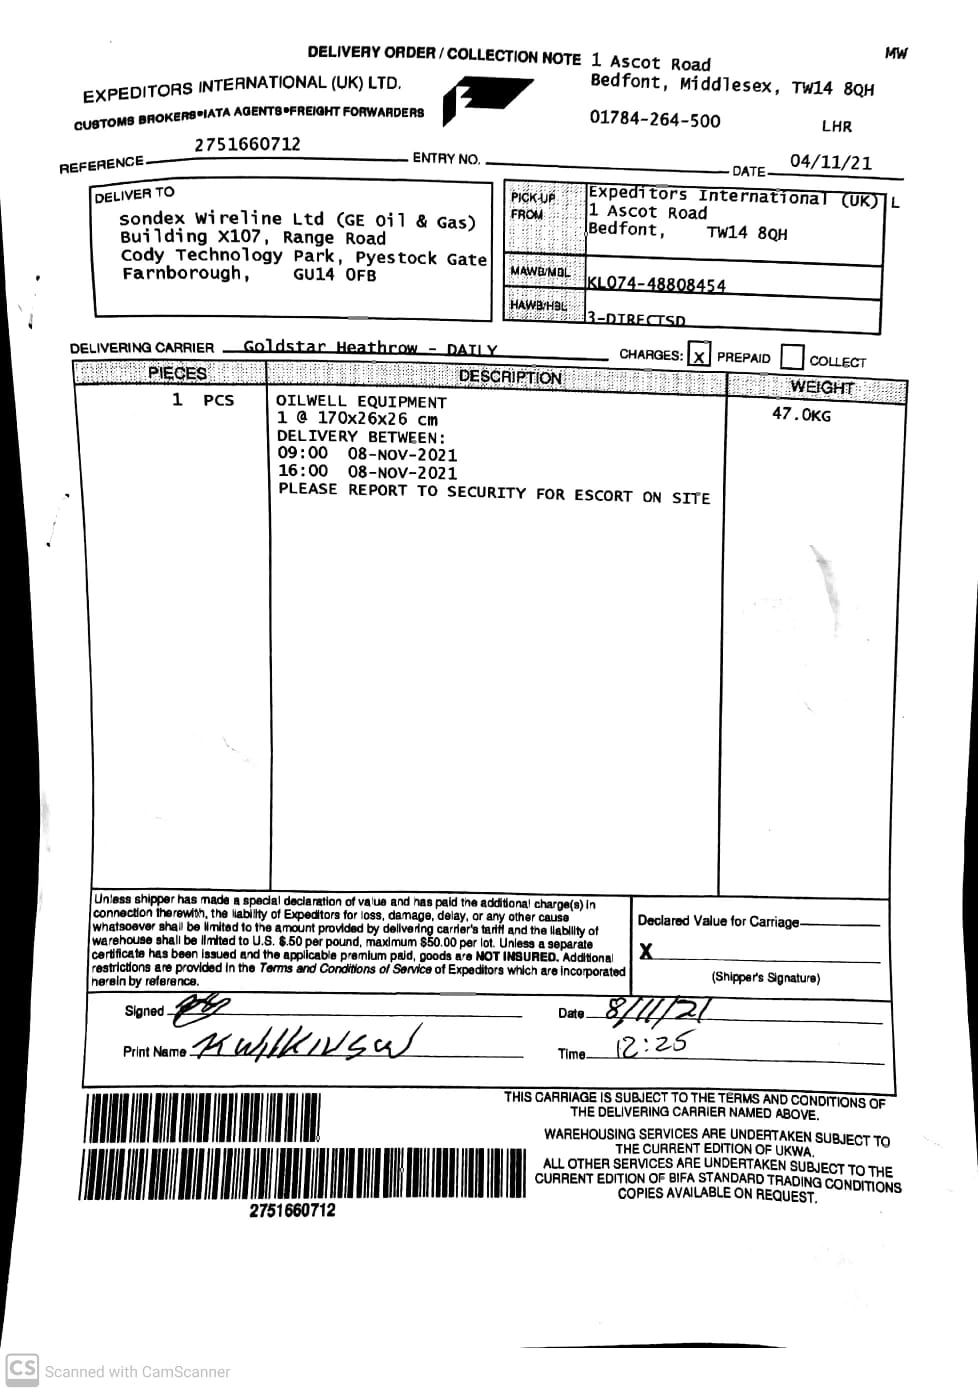 DELIVERY ORDER / COLLECTION NOTE 1 Ascot Road
MW
EXPEDITORS INTERNATIONAL (UK) LTD.
Bedfont, Middlesex, TW14 8QH
CUSTOMS BROKERS•IATA AGENTS•FREIGHT FORWARDERS
01784-264-500
LHR
REFERENCE 2751660712
ENTRY NO.
DATE 04/11/21
DELIVER TO
Sondex Wireline Ltd (GE Oil & Gas)
Building X107, Range Road
Cody Technology Park, Pyestock Gate
Farnborough, GU14 0FB
PICK-UP FROM
Expeditors International (UK) L
1 Ascot Road
Bedfont, TW14 8QH
MAWB/MBL KL074-48808454
HAWB/HBL 3-DIRECTSD
DELIVERING CARRIER Goldstar Heathrow - DAILY
CHARGES: X PREPAID COLLECT
PIECES DESCRIPTION WEIGHT
1 PCS OILWELL EQUIPMENT 47.0KG
1 @ 170x26x26 cm
DELIVERY BETWEEN:
09:00 08-NOV-2021
16:00 08-NOV-2021
PLEASE REPORT TO SECURITY FOR ESCORT ON SITE
Unless shipper has made a special declaration of value and has paid the additional charge(s) in
connection therewith, the liability of Expeditors for loss, damage, delay, or any other cause
whatsoever shall be limited to the amount provided by delivering carrier's tariff and the liability of
warehouse shall be limited to U.S. $.50 per pound, maximum $50.00 per lot. Unless a separate
certificate has been issued and the applicable premium paid, goods are NOT INSURED. Additional
restrictions are provided in the Terms and Conditions of Service of Expeditors which are incorporated
herein by reference.
Declared Value for Carriage
X
(Shipper's Signature)
Signed
Date 8/11/21
Print Name K WILKINSON
Time 12:25
THIS CARRIAGE IS SUBJECT TO THE TERMS AND CONDITIONS OF
THE DELIVERING CARRIER NAMED ABOVE.
WAREHOUSING SERVICES ARE UNDERTAKEN SUBJECT TO
THE CURRENT EDITION OF UKWA.
ALL OTHER SERVICES ARE UNDERTAKEN SUBJECT TO THE
CURRENT EDITION OF BIFA STANDARD TRADING CONDITIONS
COPIES AVAILABLE ON REQUEST.
2751660712
CS Scanned with CamScanner